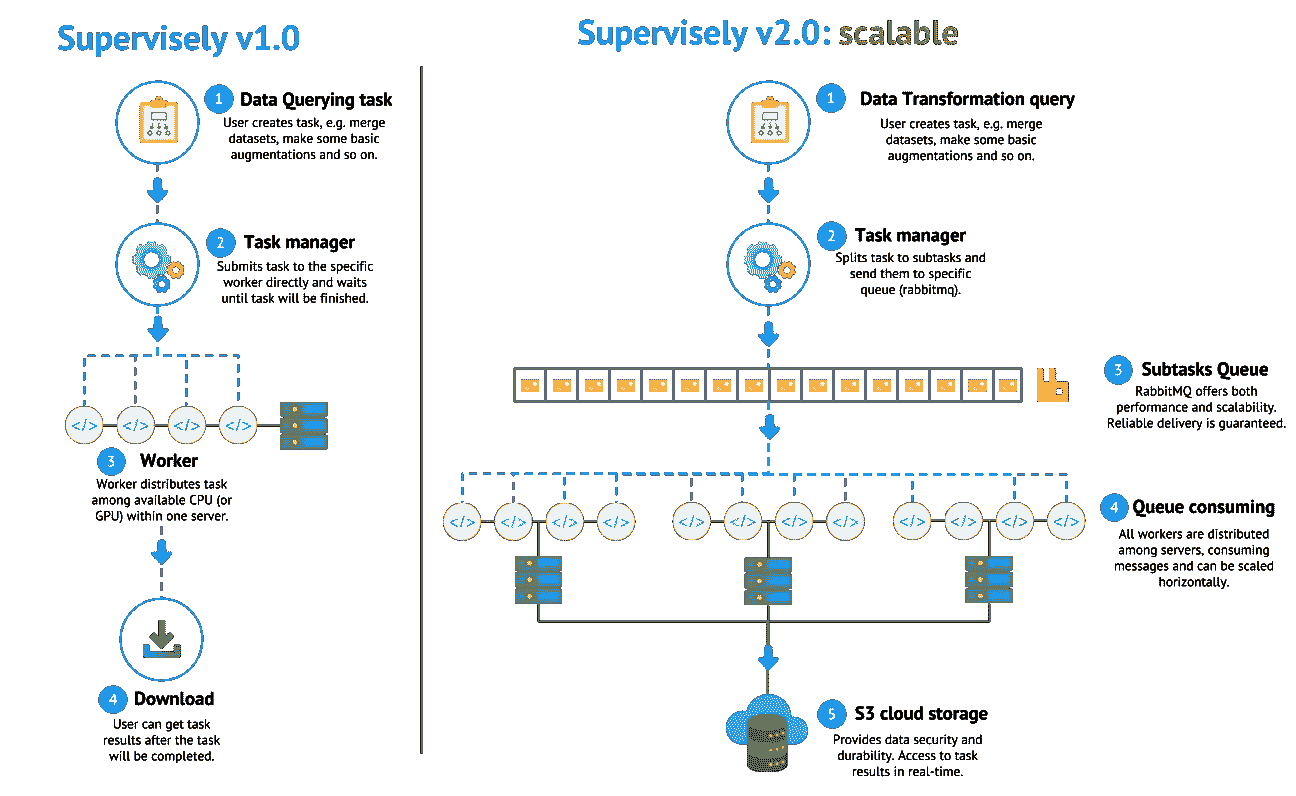 Supervisely v1.0
1 Data Querying task
User creates task, e.g. merge
datasets, make some basic
augmentations and so on.
2 Task manager
Submits task to the specific
worker directly and waits
until task will be finished.
</> </> </> </>
3 Worker
Worker distributes task
among available CPU (or
GPU) within one server.
4 Download
User can get task
results after the task
will be completed.
Supervisely v2.0: scalable
1 Data Transformation query
User creates task, e.g. merge
datasets, make some basic
augmentations and so on.
2 Task manager
Splits task to subtasks and
send them to specific
queue (rabbitmq).
3 Subtasks Queue
RabbitMQ offers both
performance and scalability.
Reliable delivery is guaranteed.
</> </> </> </> </> </> </> </> </> </> </> </>
4 Queue consuming
All workers are distributed
among servers, consuming
messages and can be scaled
horizontally.
5 S3 cloud storage
Provides data security and
durability. Access to task
results in real-time.